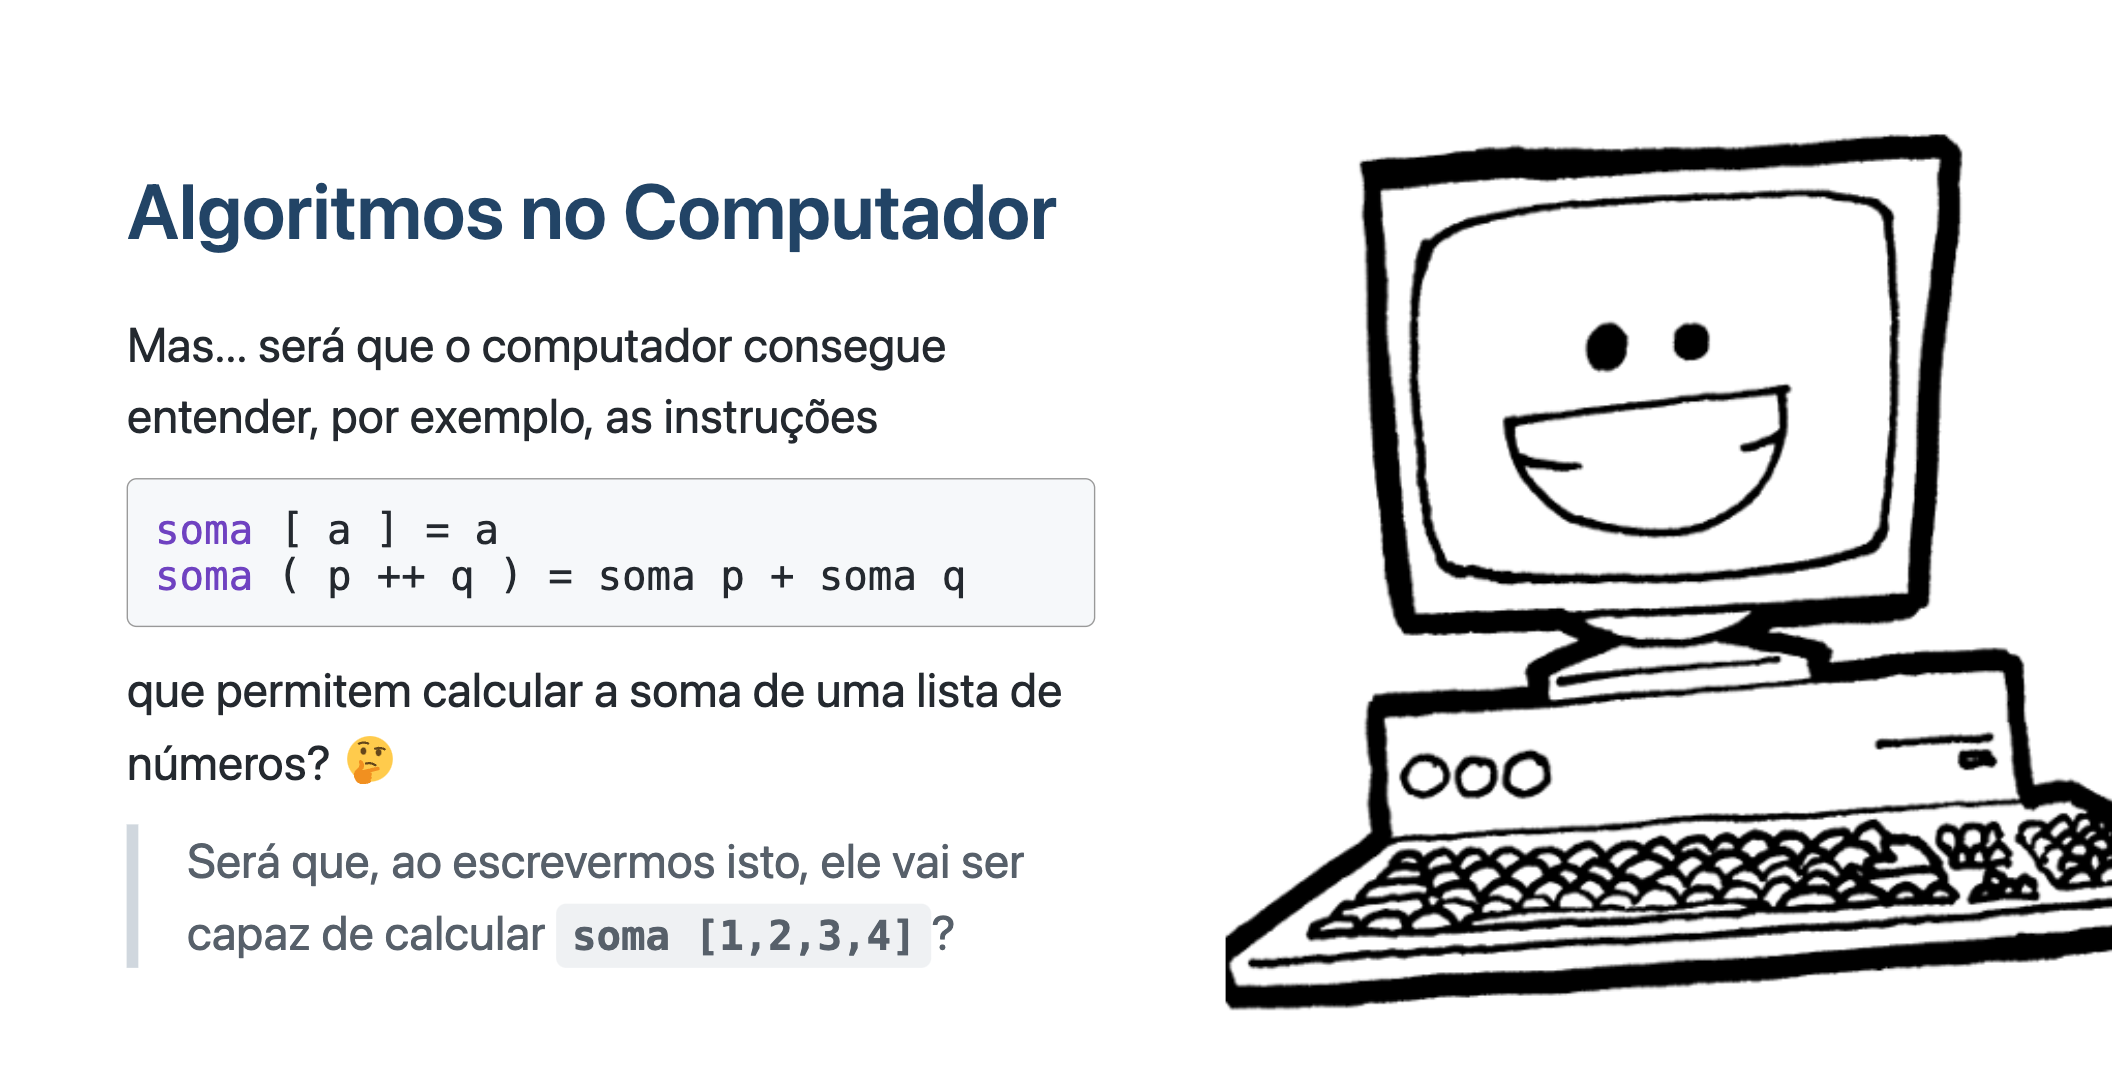 Algoritmos no Computador
Mas... será que o computador consegue
entender, por exemplo, as instruções
soma [ a ] = a
soma ( p ++ q ) = soma p + soma q
que permitem calcular a soma de uma lista de
números? 🤔
Será que, ao escrevermos isto, ele vai ser
capaz de calcular soma [1,2,3,4]?